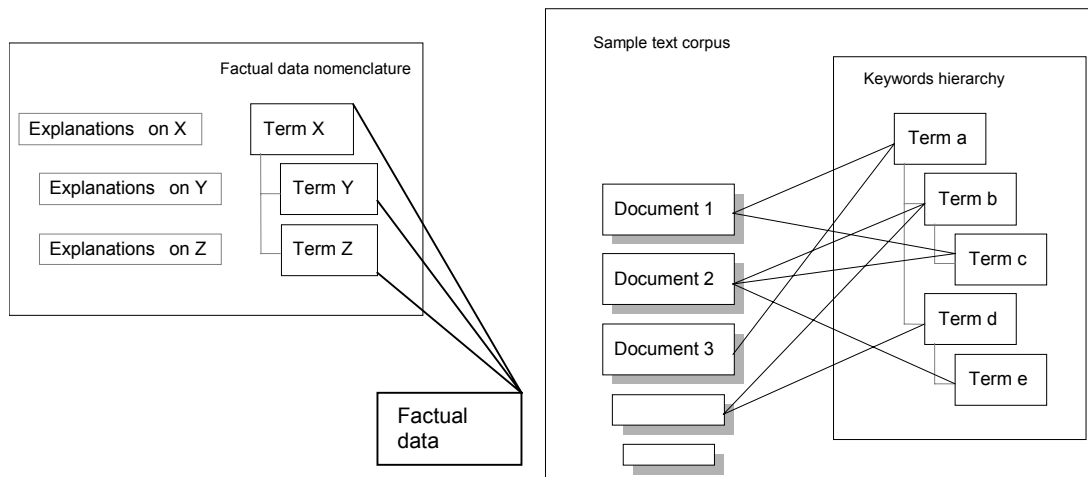 Factual data nomenclature
Explanations on X
Term X
Explanations on Y
Term Y
Explanations on Z
Term Z
Factual
data
Sample text corpus
Keywords hierarchy
Term a
Document 1
Term b
Term c
Document 2
Term d
Document 3
Term e